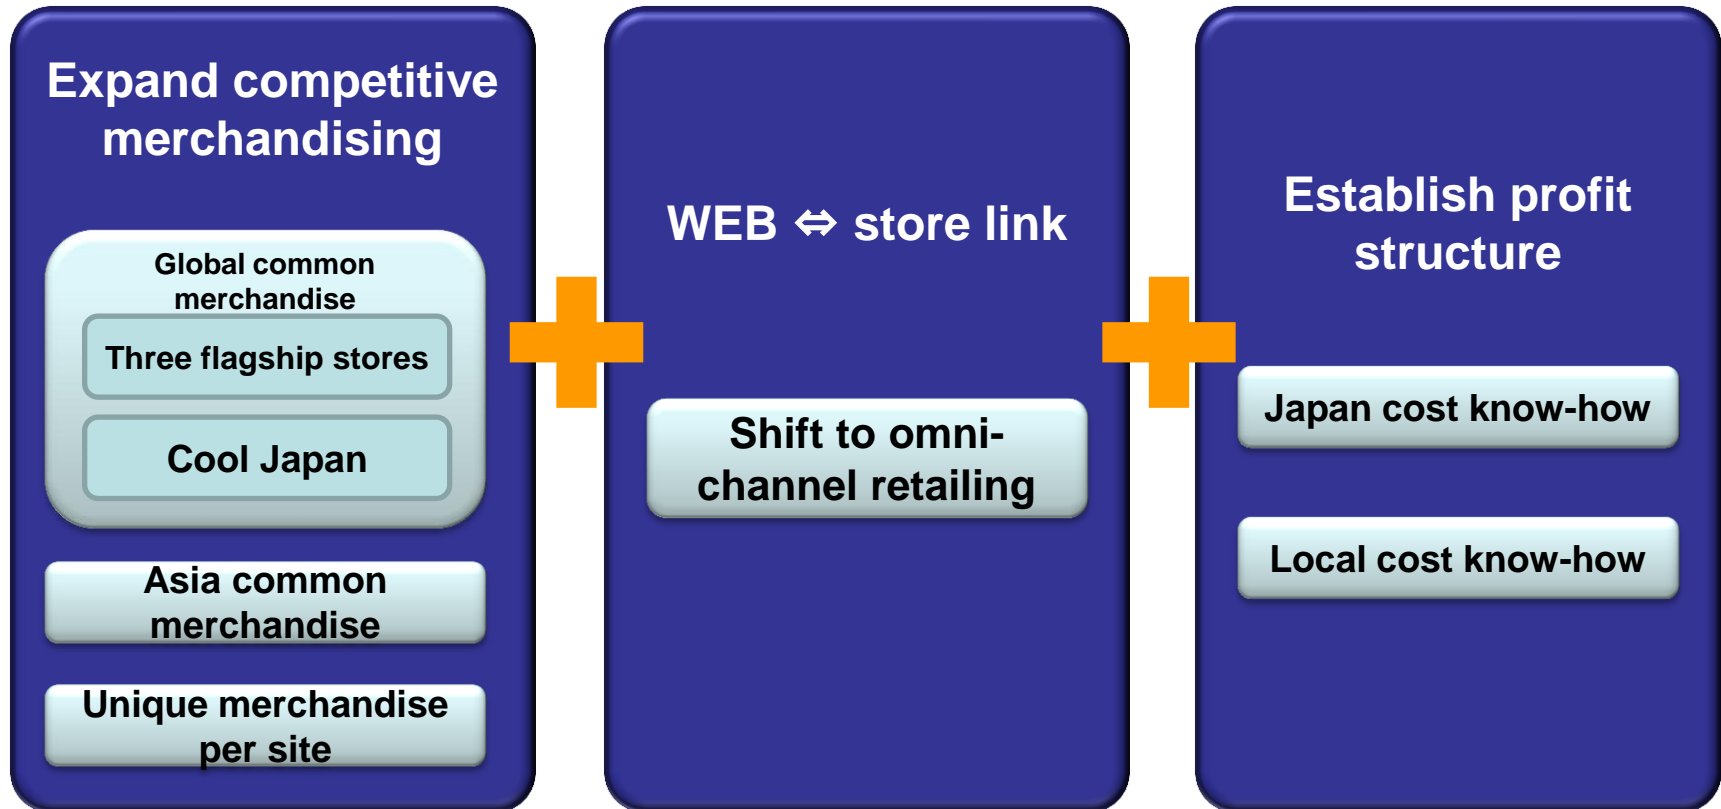 Expand competitive
merchandising
Global common
merchandise
Three flagship stores
Cool Japan
Asia common
merchandise
Unique merchandise
per site
WEB ⇔ store link
Shift to omni-
channel retailing
Establish profit
structure
Japan cost know-how
Local cost know-how